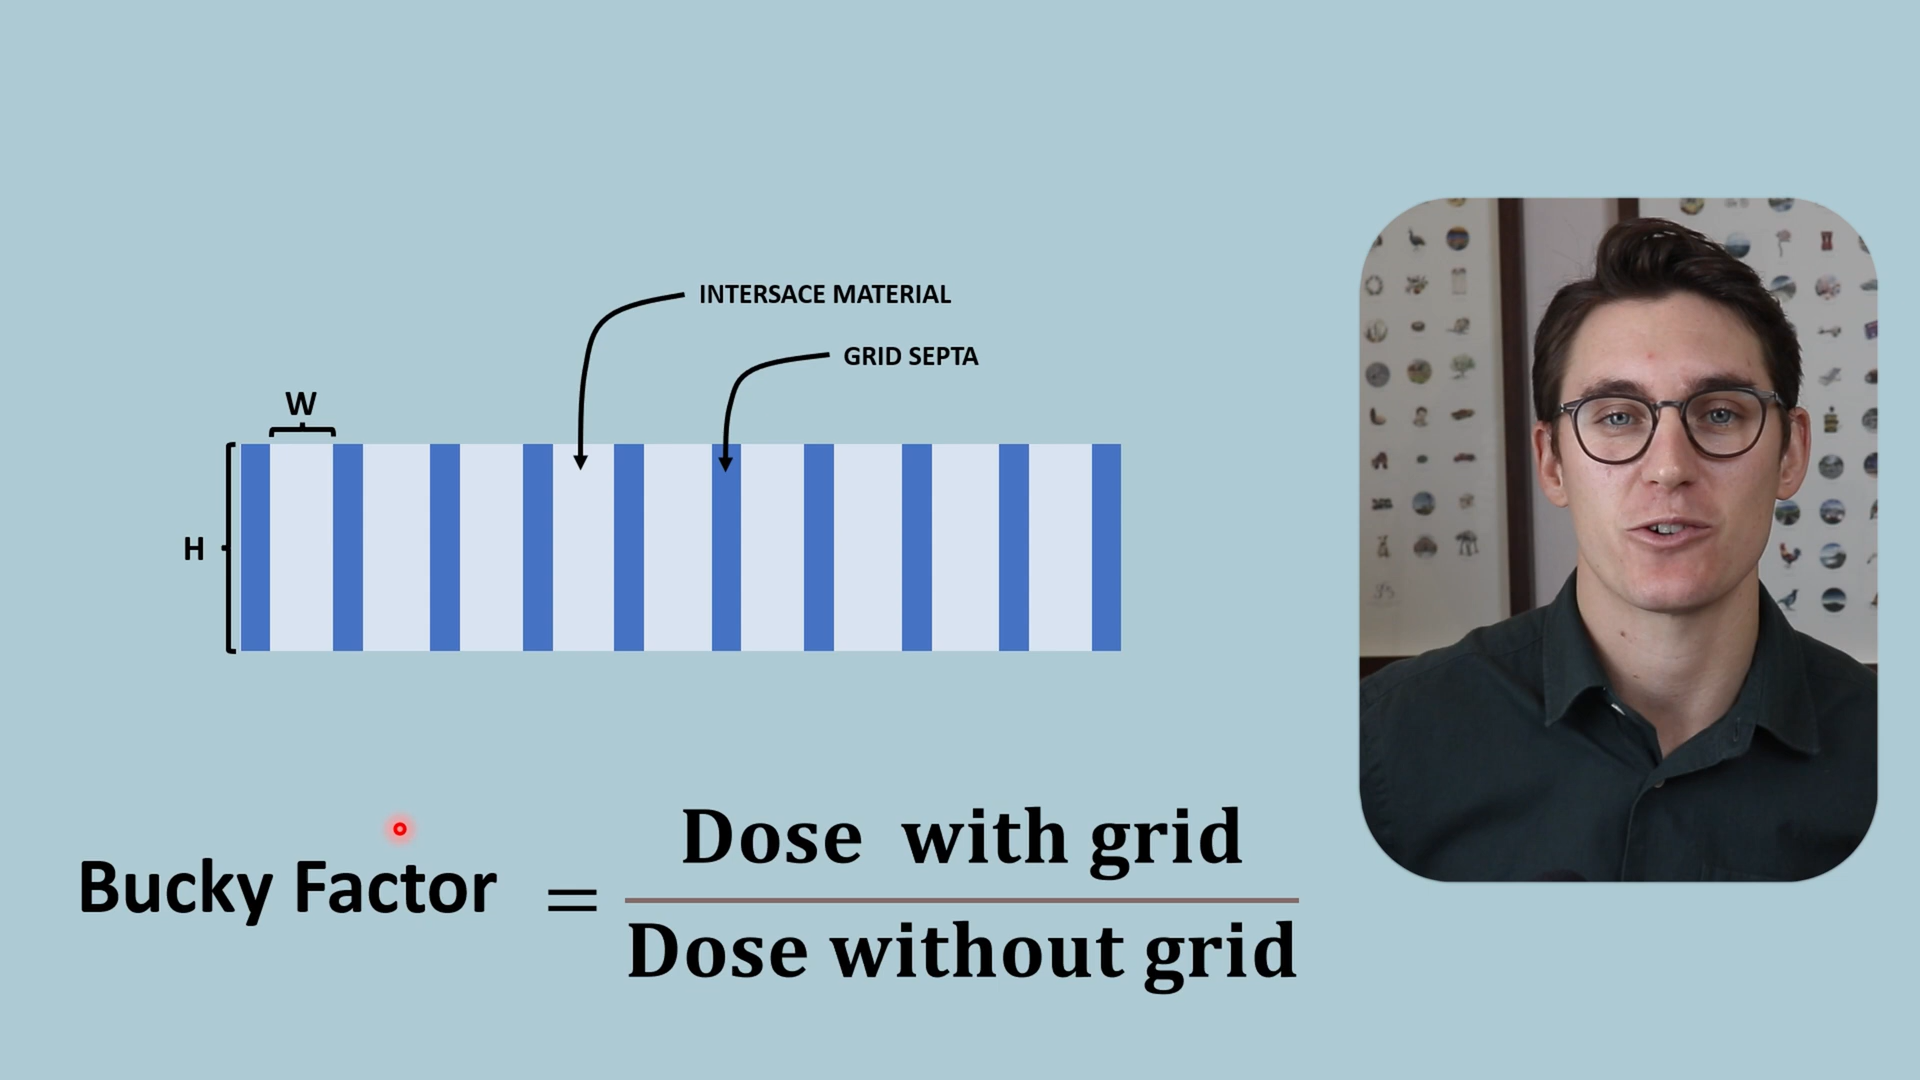 INTERSACE MATERIAL
GRID SEPTA
W
H
Bucky Factor = Dose with grid
Dose without grid